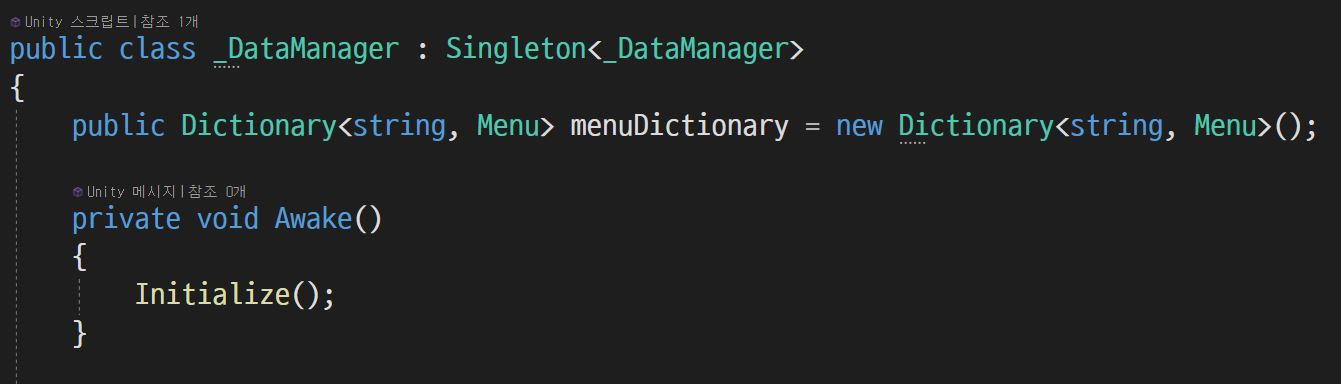 Unity 스크립트|참조 1개
public class _DataManager : Singleton<_DataManager>
{
public Dictionary<string, Menu> menuDictionary = new Dictionary<string, Menu>();
Unity 메시지|참조 0개
private void Awake()
{
Initialize();
}